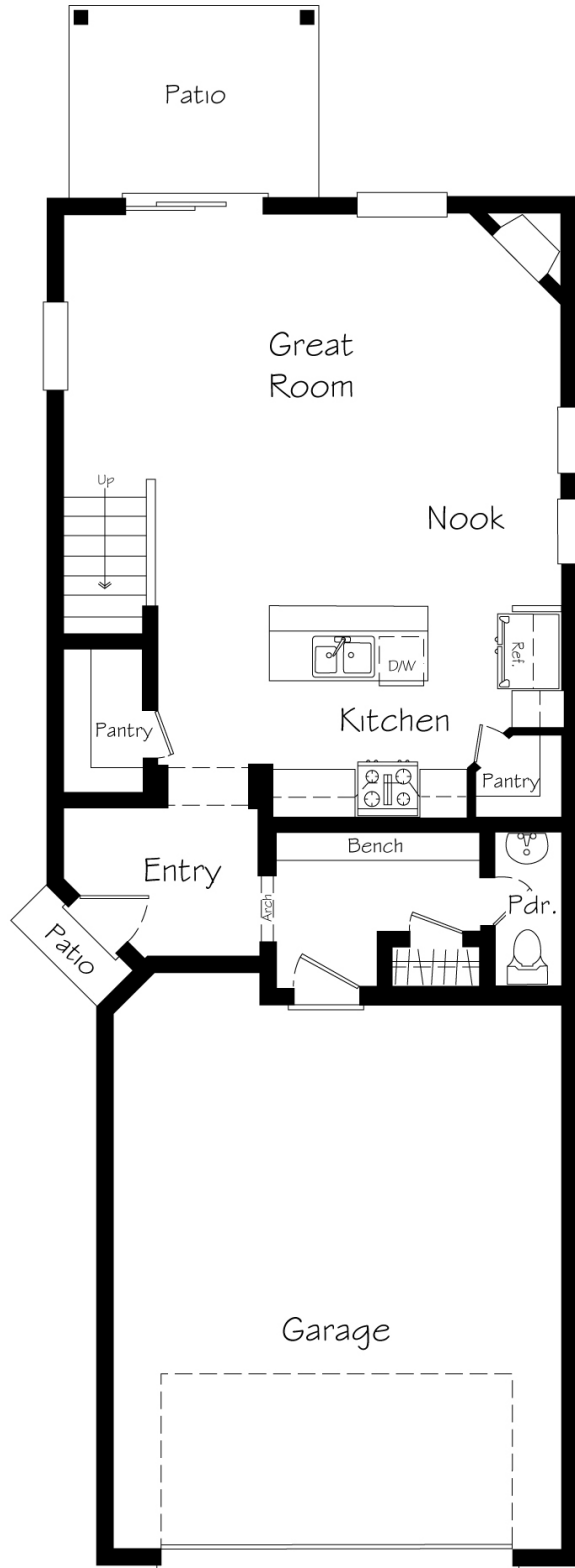 Patio
Great
Room
Up
Nook
Ref.
D/W
Kitchen
Pantry
Pantry
Bench
Entry
Arch
Pdr.
Patio
Garage